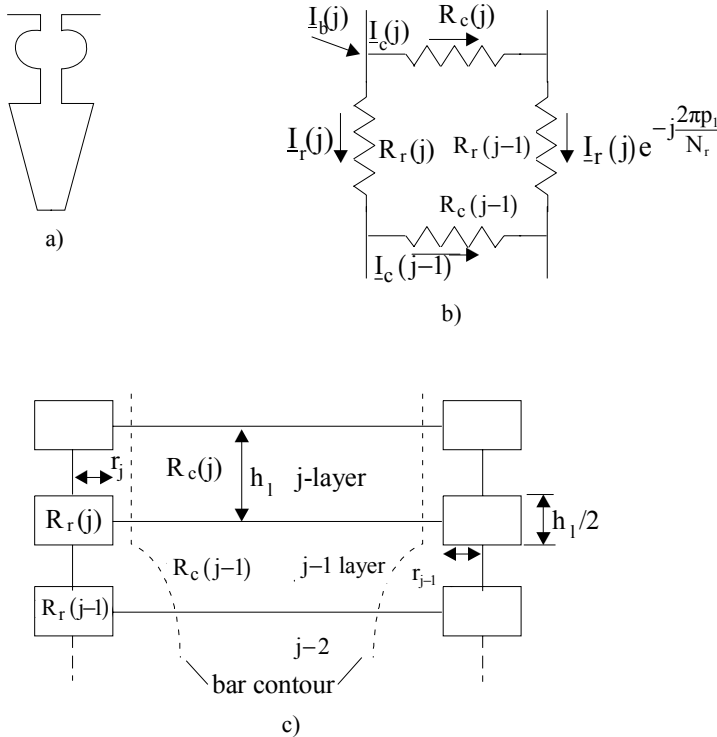 I_b(j)
I_c(j) R_c(j)
I_r(j) R_r(j) R_r(j−1) I_r(j)e^{−j2πp_1/N_r}
R_c(j−1)
I_c(j−1)
a)
b)
r_j R_c(j) h_1 j-layer
R_r(j) h_1/2
R_c(j−1) j−1 layer r_{j−1}
R_r(j−1)
j−2
bar contour
c)